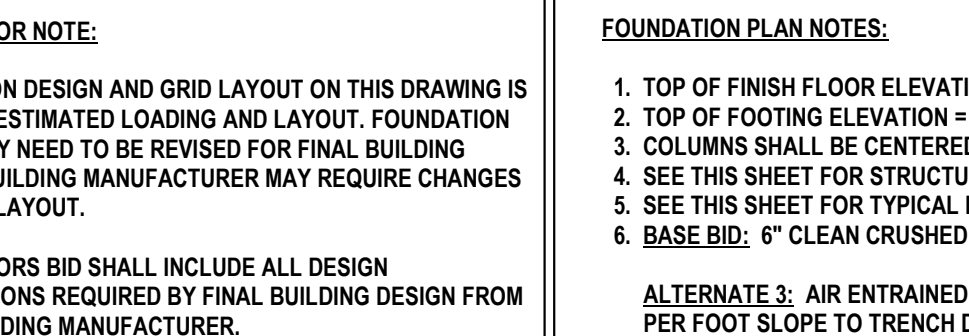 OR NOTE:
ON DESIGN AND GRID LAYOUT ON THIS DRAWING IS
ESTIMATED LOADING AND LAYOUT. FOUNDATION
Y NEED TO BE REVISED FOR FINAL BUILDING
UILDING MANUFACTURER MAY REQUIRE CHANGES
LAYOUT.
ORS BID SHALL INCLUDE ALL DESIGN
IONS REQUIRED BY FINAL BUILDING DESIGN FROM
DING MANUFACTURER.
FOUNDATION PLAN NOTES:
1. TOP OF FINISH FLOOR ELEVATI
2. TOP OF FOOTING ELEVATION =
3. COLUMNS SHALL BE CENTERED
4. SEE THIS SHEET FOR STRUCTU
5. SEE THIS SHEET FOR TYPICAL
6. BASE BID: 6" CLEAN CRUSHED
ALTERNATE 3: AIR ENTRAINED
PER FOOT SLOPE TO TRENCH D